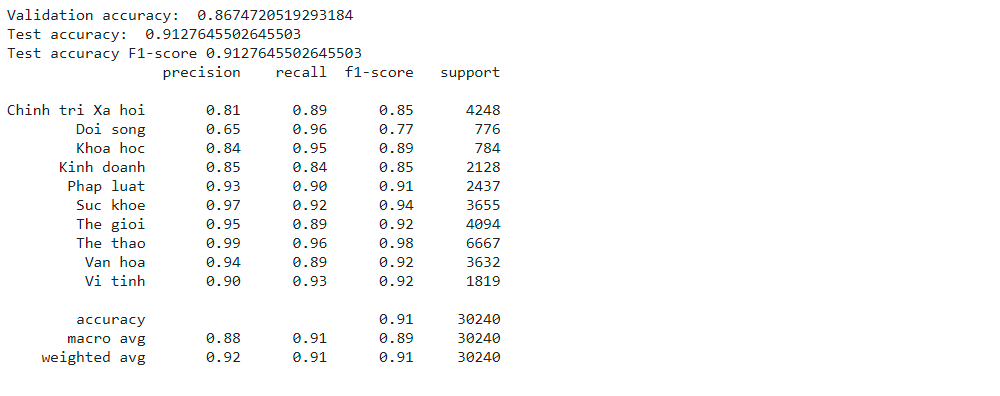 Validation accuracy:  0.8674720519293184
Test accuracy:  0.9127645502645503
Test accuracy F1-score 0.9127645502645503
precision    recall  f1-score   support
Chinh tri Xa hoi       0.81      0.89      0.85      4248
Doi song       0.65      0.96      0.77       776
Khoa hoc       0.84      0.95      0.89       784
Kinh doanh       0.85      0.84      0.85      2128
Phap luat       0.93      0.90      0.91      2437
Suc khoe       0.97      0.92      0.94      3655
The gioi       0.95      0.89      0.92      4094
The thao       0.99      0.96      0.98      6667
Van hoa       0.94      0.89      0.92      3632
Vi tinh       0.90      0.93      0.92      1819
accuracy                           0.91     30240
macro avg       0.88      0.91      0.89     30240
weighted avg       0.92      0.91      0.91     30240